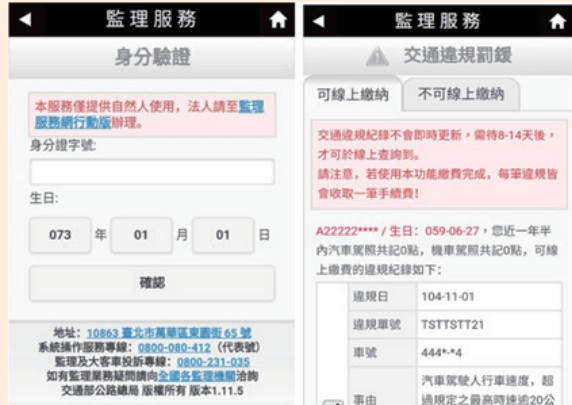 監理服務
身分驗證
本服務僅提供自然人使用，法人請至監理
服務網行動版辦理。
身分證字號:
生日:
073 年 01 月 01 日
確認
地址: 10863 臺北市萬華區東園街 65 號
系統操作服務專線: 0800-080-412 (代表號)
監理及大客車投訴專線: 0800-231-035
如有監理業務疑問請向全國各監理機關洽詢
交通部公路總局 版權所有 版本1.11.5
監理服務
交通違規罰鍰
可線上繳納
不可線上繳納
交通違規紀錄不會即時更新，需待8-14天後，
才可於線上查詢到。
請注意，若使用本功能繳費完成，每筆違規皆
會收取一筆手續費!
A22222**** / 生日: 059-06-27，您近一年半
內汽車駕照共記0點，機車駕照共記0點，可線
上繳費的違規紀錄如下:
違規日 104-11-01
違規單號 TSTTSTT21
車號 444*-*4
汽車駕駛人行車速度，超
事由 過規定之最高時速逾20公